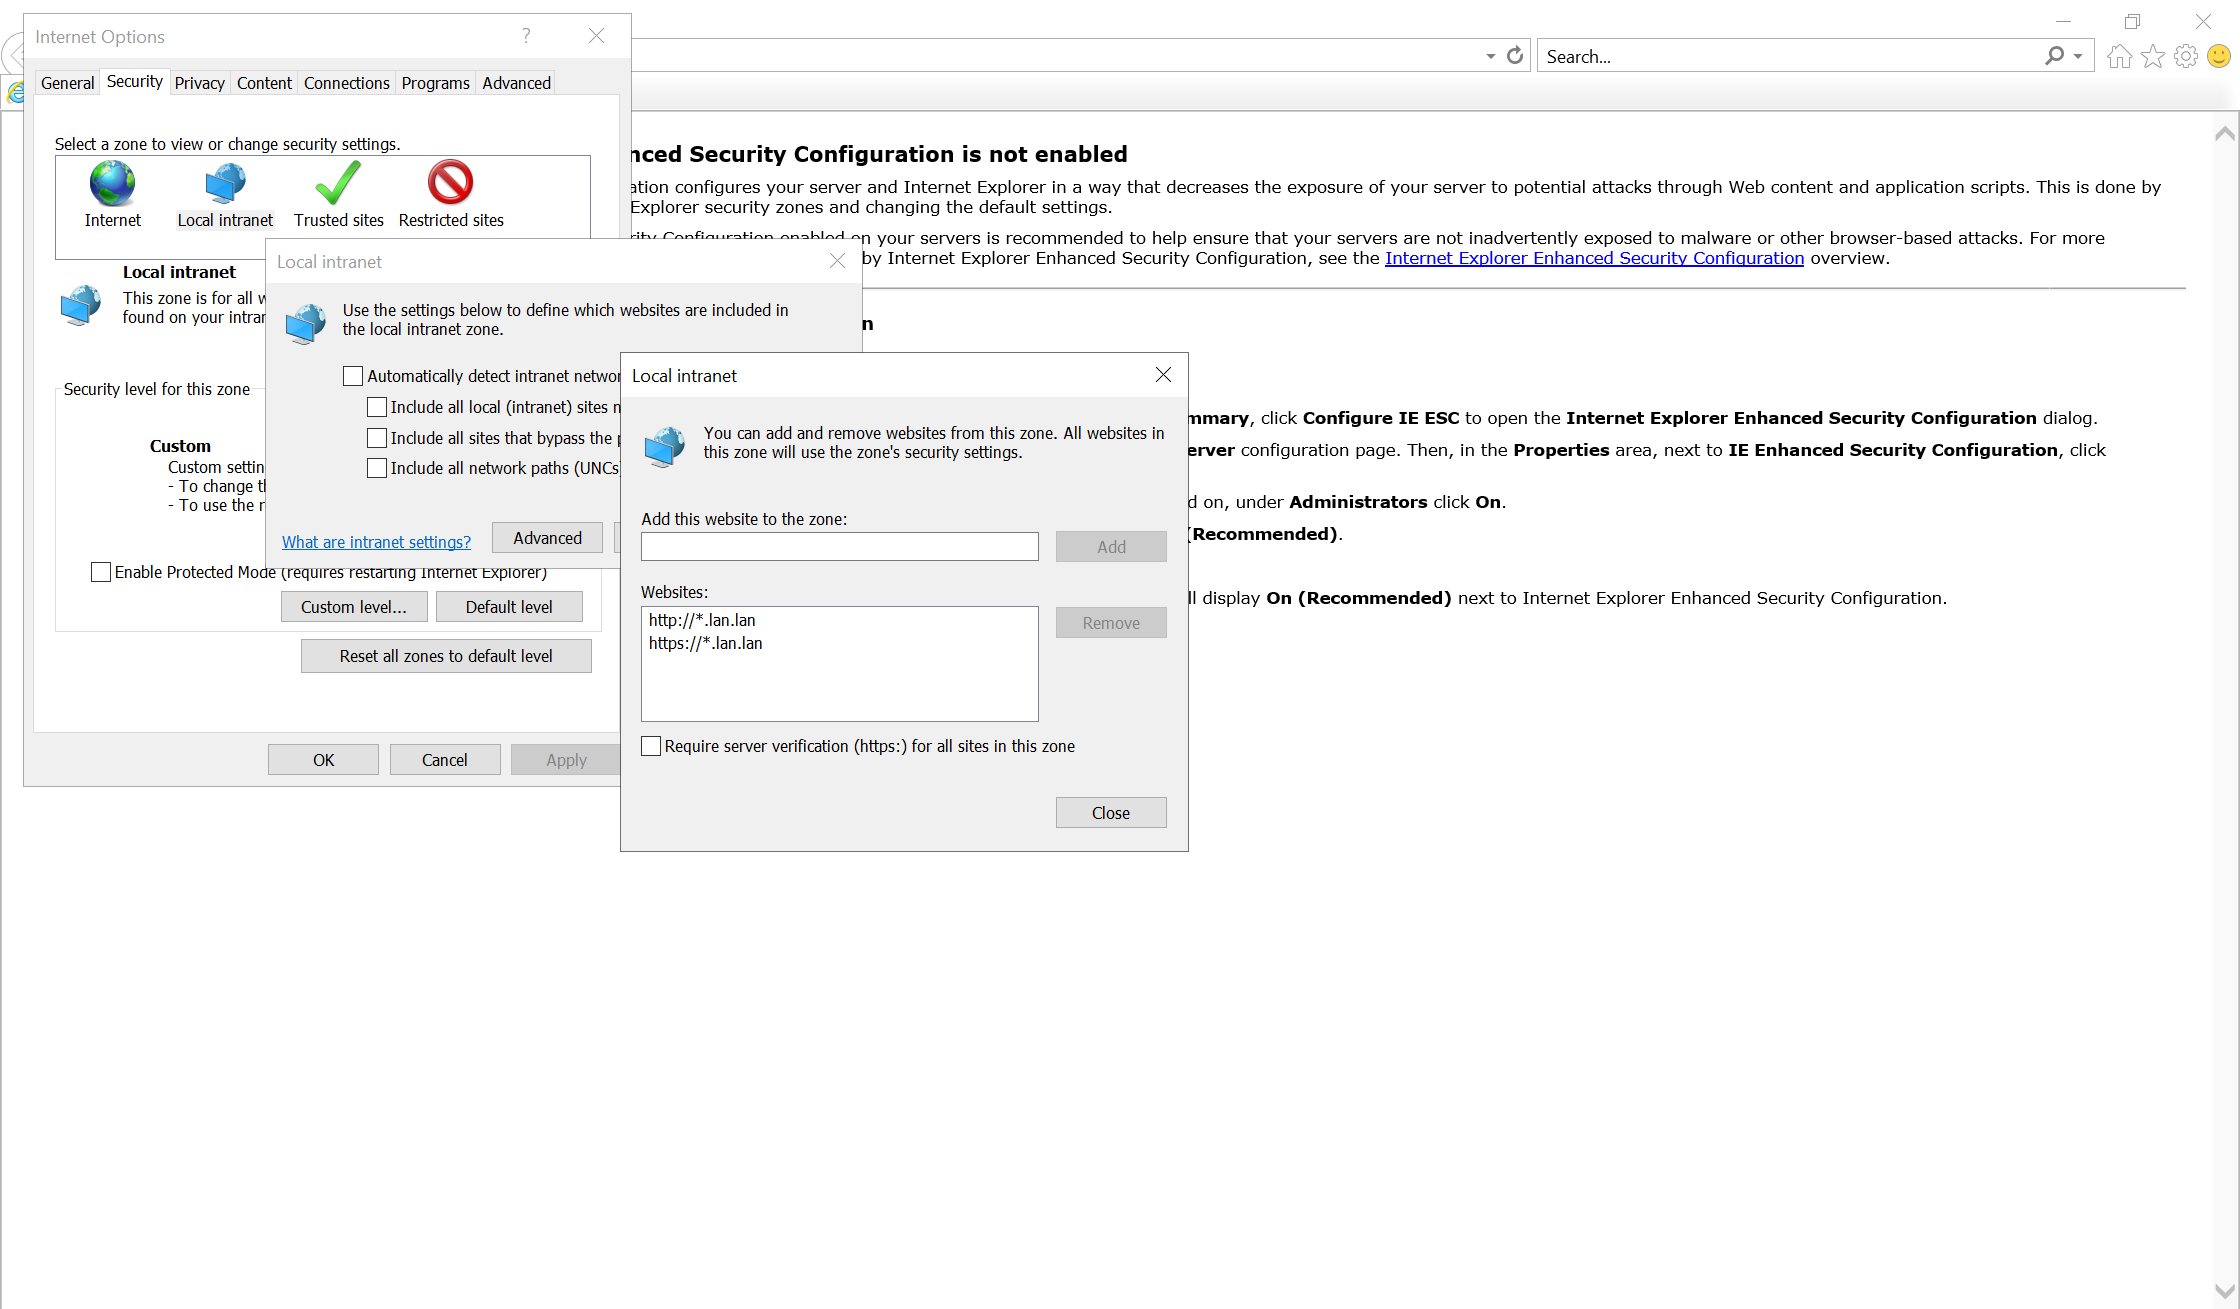 Internet Options
?
Search...
General Security Privacy Content Connections Programs Advanced
Select a zone to view or change security settings.
Internet Local intranet Trusted sites Restricted sites
Local intranet
This zone is for all
found on your
Security level for this zone
Custom
Custom
- To change
- To use the
Enable Protected Mode (requires restarting Internet Explorer)
Custom level... Default level
Reset all zones to default level
OK Cancel Apply
Local intranet
Use the settings below to define which websites are included in
the local intranet zone.
Automatically detect intranet
Include all local (intranet) sites
Include all sites that bypass the
Include all network paths (UNCs
What are intranet settings? Advanced
Local intranet
You can add and remove websites from this zone. All websites in
this zone will use the zone's security settings.
Add this website to the zone:
Add
Websites:
http://*.lan.lan
https://*.lan.lan
Remove
Require server verification (https:) for all sites in this zone
Close
Security Configuration is not enabled
configures your server and Internet Explorer in a way that decreases the exposure of your server to potential attacks through Web content and application scripts. This is done by
Explorer security zones and changing the default settings.
Configuration enabled on your servers is recommended to help ensure that your servers are not inadvertently exposed to malware or other browser-based attacks. For more
by Internet Explorer Enhanced Security Configuration, see the Internet Explorer Enhanced Security Configuration overview.
, click Configure IE ESC to open the Internet Explorer Enhanced Security Configuration dialog.
configuration page. Then, in the Properties area, next to IE Enhanced Security Configuration, click
on, under Administrators click On.
(Recommended).
display On (Recommended) next to Internet Explorer Enhanced Security Configuration.